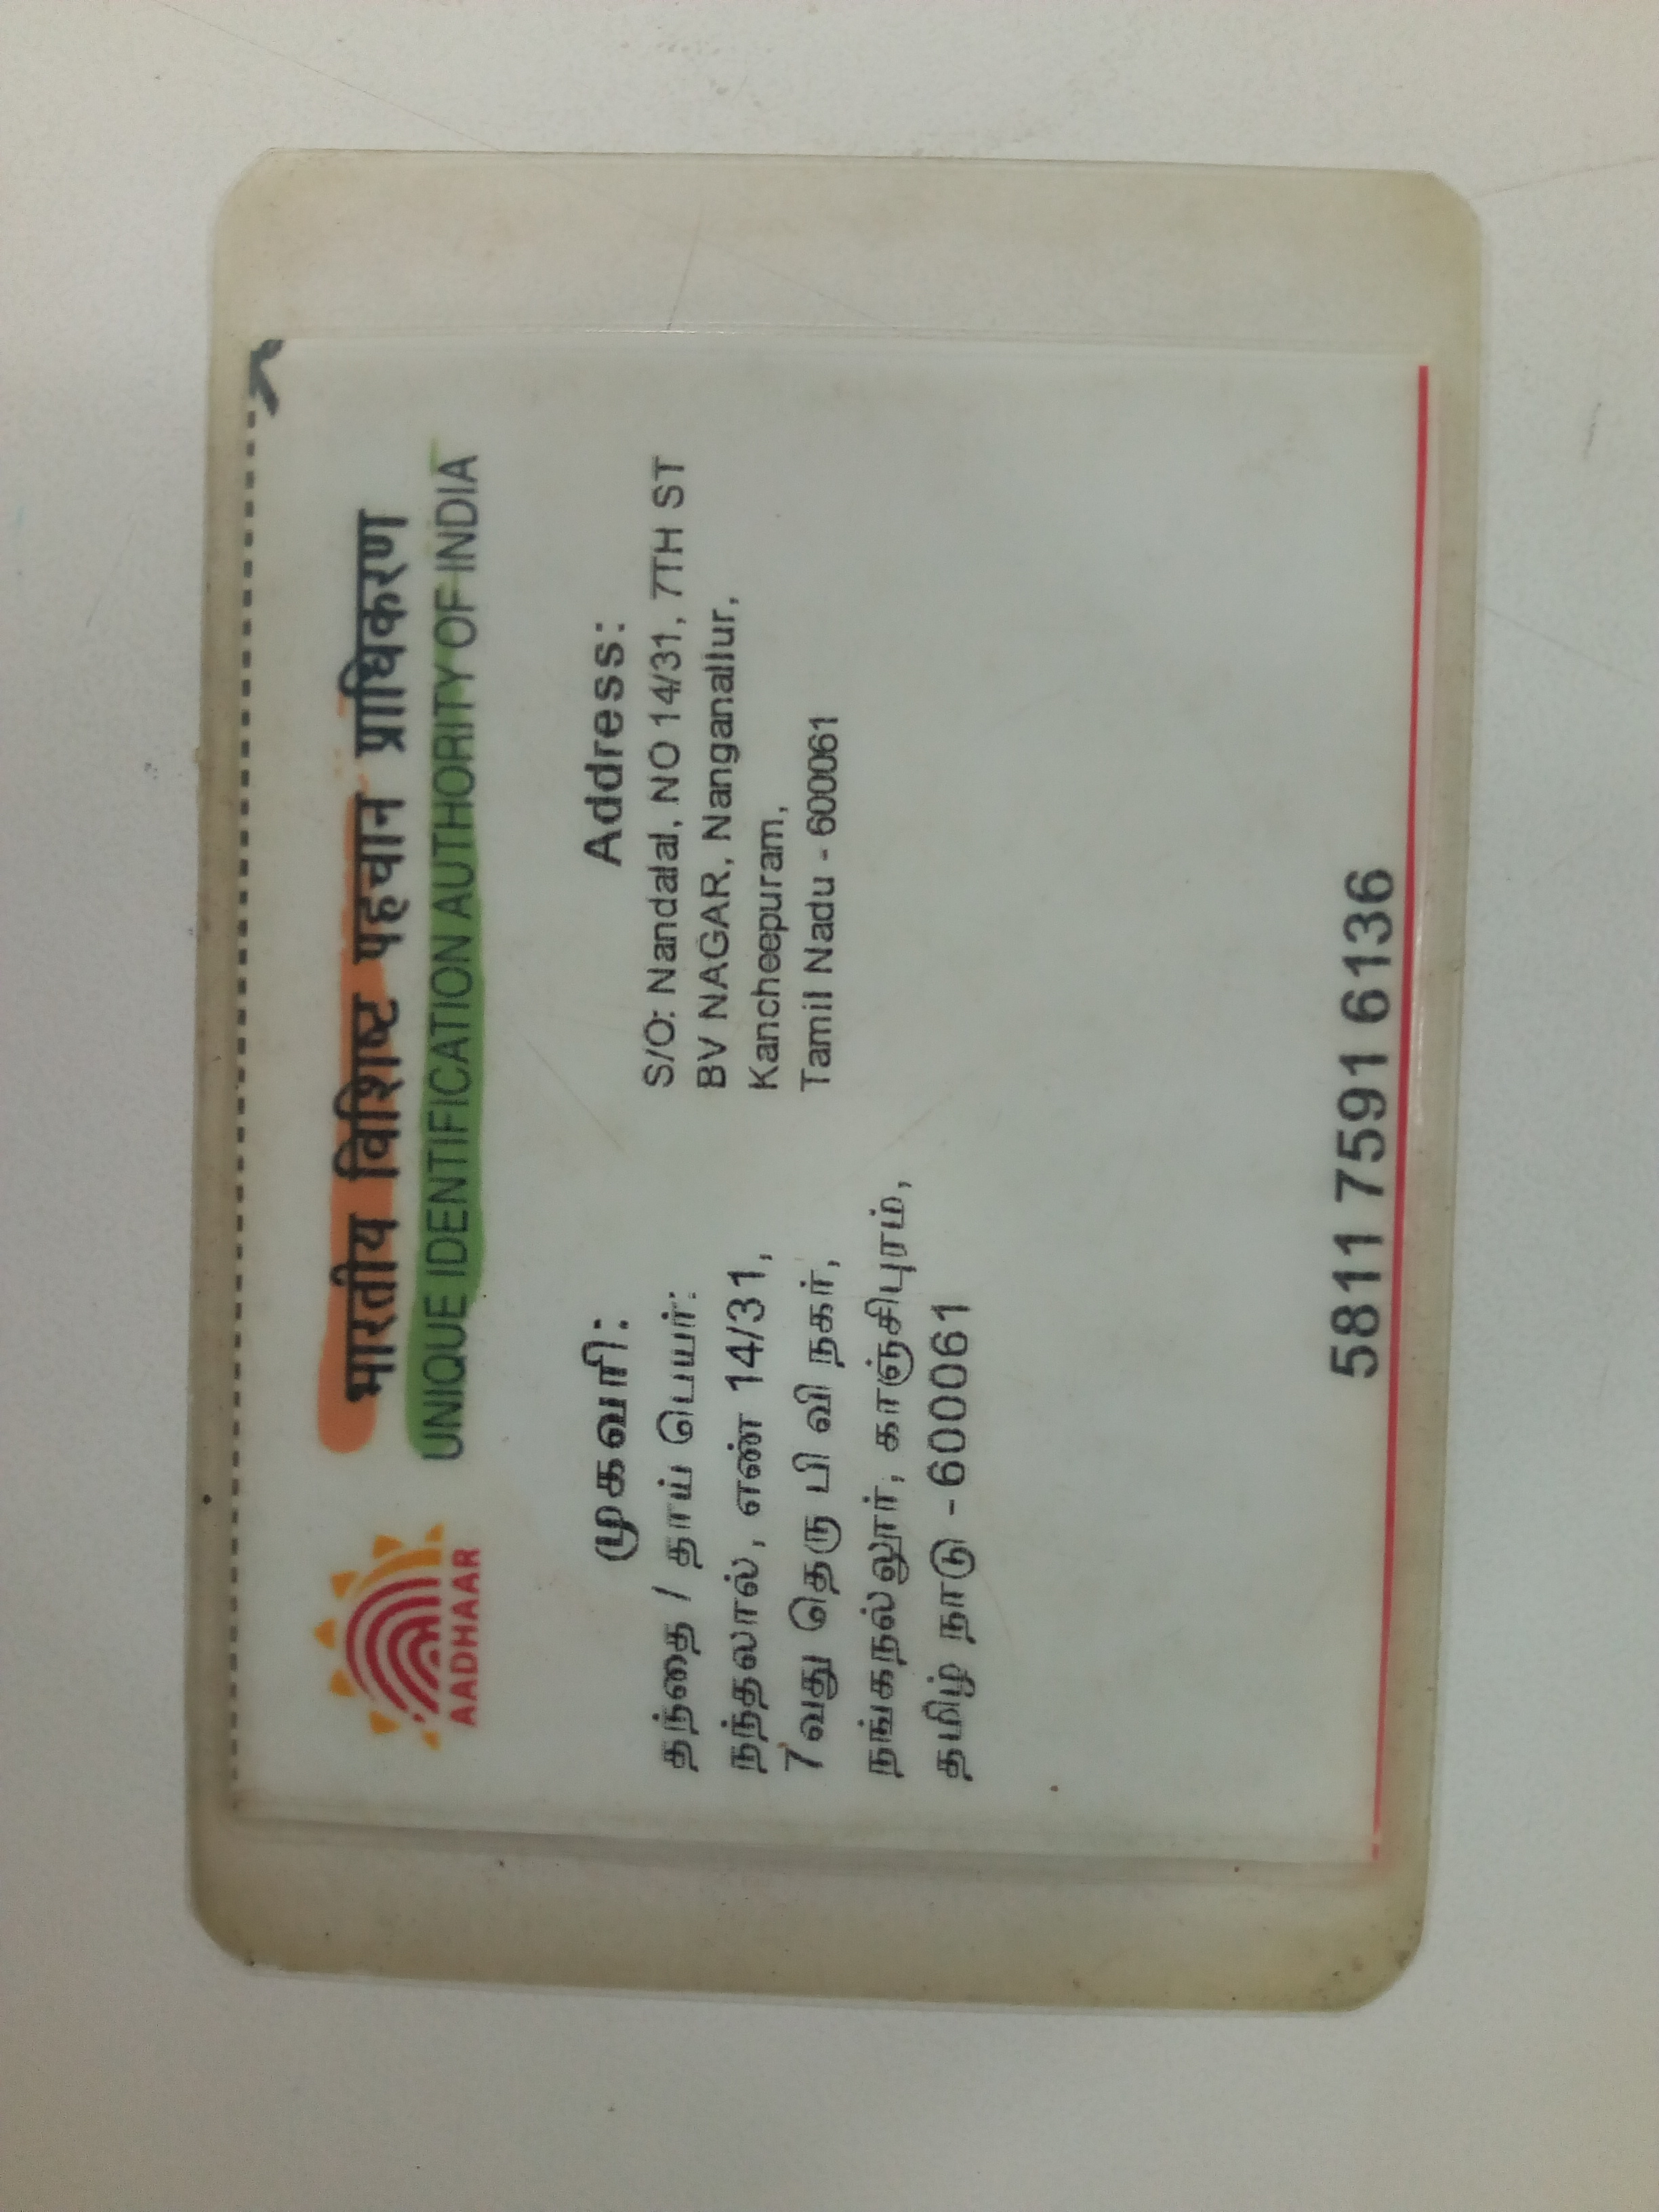 भारतीय विशिष्ट पहचान प्राधिकरण
UNIQUE IDENTIFICATION AUTHORITY OF INDIA
AADHAAR
முகவரி:
தந்தை / தாய் பெயர்:
நந்தலால், எண் 14/31,
7வது தெரு பி வி நகர்,
நங்கநல்லூர், காஞ்சிபுரம்,
தமிழ் நாடு - 600061
Address:
S/O: Nandalal, NO 14/31, 7TH ST
BV NAGAR, Nanganallur,
Kancheepuram,
Tamil Nadu - 600061
5811 7591 6136